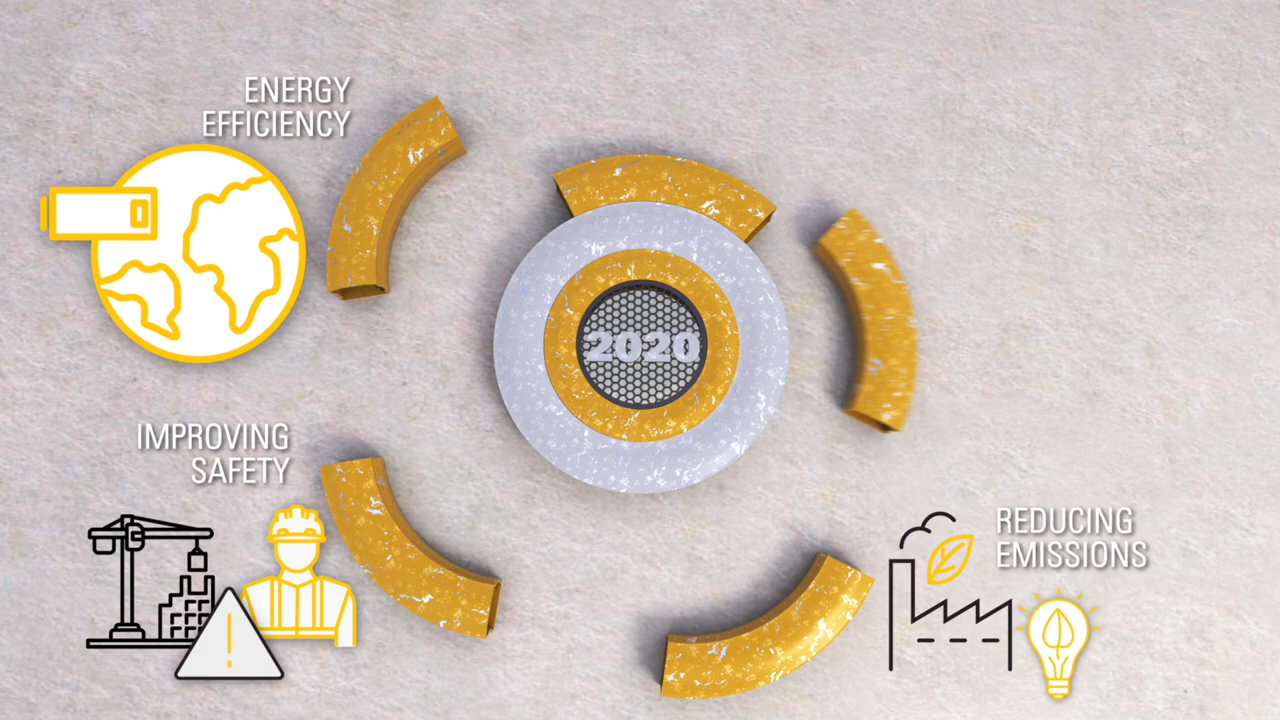 ENERGY
EFFICIENCY
2020
IMPROVING
SAFETY
REDUCING
EMISSIONS